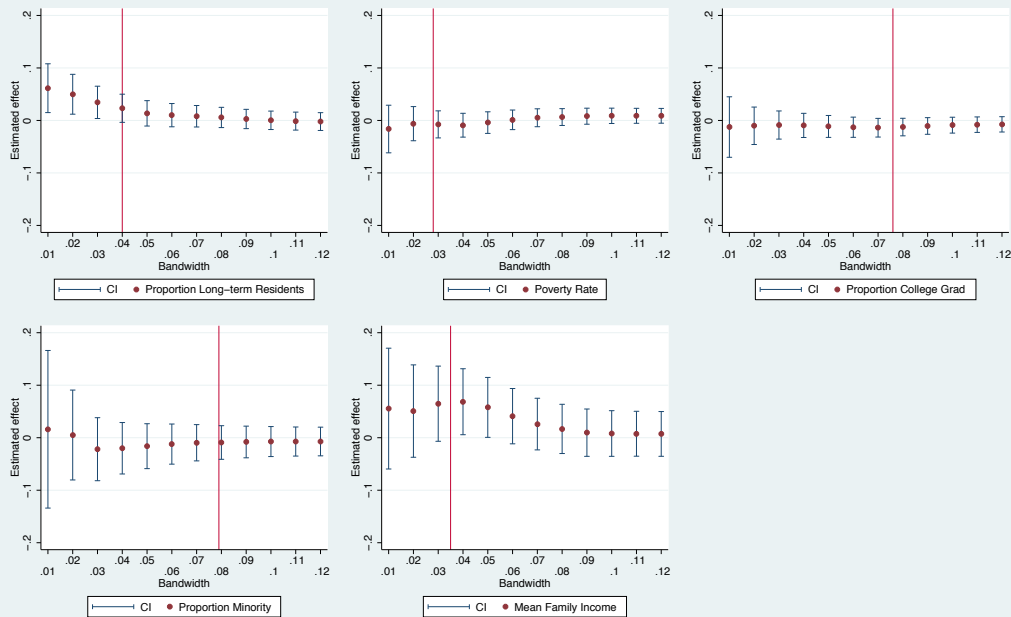 .2
.1
0
-.1
-.2
Estimated effect
.01 .02 .03 .04 .05 .06 .07 .08 .09 .1 .11 .12
Bandwidth
CI Proportion Long-term Residents
.2
.1
0
-.1
-.2
Estimated effect
.01 .02 .03 .04 .05 .06 .07 .08 .09 .1 .11 .12
Bandwidth
CI Poverty Rate
.2
.1
0
-.1
-.2
Estimated effect
.01 .02 .03 .04 .05 .06 .07 .08 .09 .1 .11 .12
Bandwidth
CI Proportion College Grad
.2
.1
0
-.1
-.2
Estimated effect
.01 .02 .03 .04 .05 .06 .07 .08 .09 .1 .11 .12
Bandwidth
CI Proportion Minority
.2
.1
0
-.1
-.2
Estimated effect
.01 .02 .03 .04 .05 .06 .07 .08 .09 .1 .11 .12
Bandwidth
CI Mean Family Income